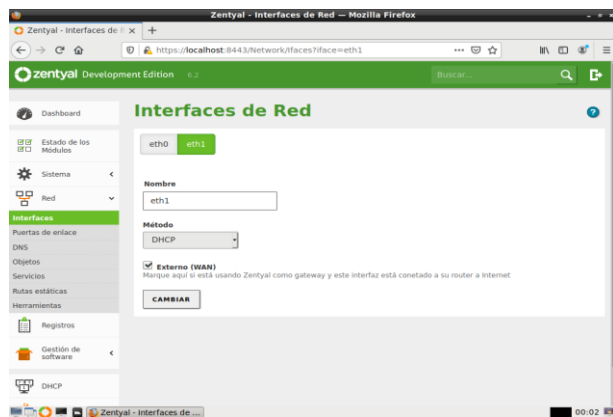 Zentyal - Interfaces de Red — Mozilla Firefox
Zentyal - Interfaces de
https://localhost:8443/Network/Ifaces?iface=eth1
zentyal Development Edition 6.2
Buscar...
Interfaces de Red
Dashboard
Estado de los
Módulos
Sistema
Red
Interfaces
Puertas de enlace
DNS
Objetos
Servicios
Rutas estáticas
Herramientas
Registros
Gestión de
software
DHCP
eth0 eth1
Nombre
eth1
Método
DHCP
Externo (WAN)
Marque aquí si está usando Zentyal como gateway y este interfaz está conetado a su router a Internet
CAMBIAR
Zentyal - Interfaces de ...
00:02